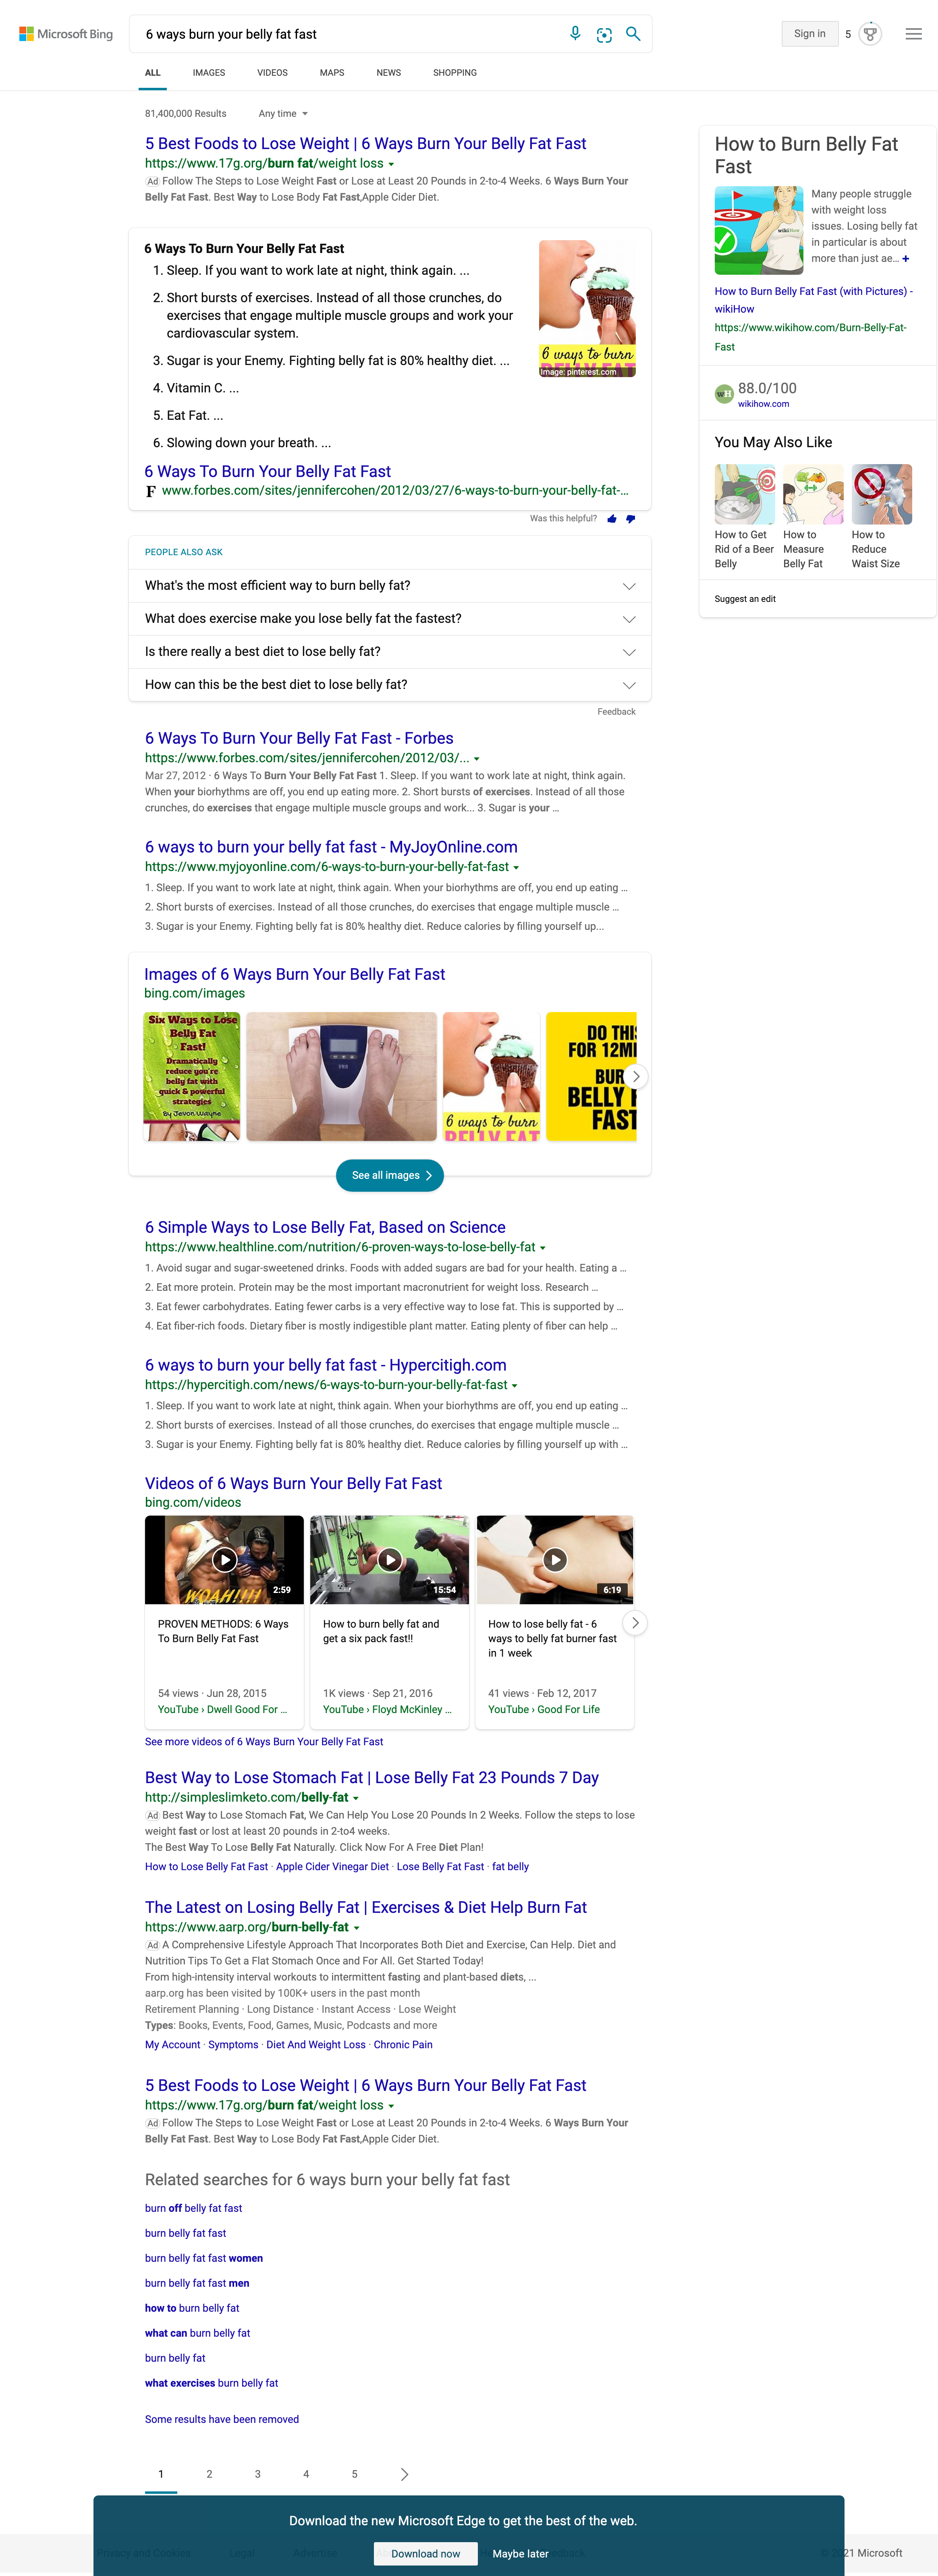 Microsoft Bing
6 ways burn your belly fat fast
Sign in
5
ALL
IMAGES
VIDEOS
MAPS
NEWS
SHOPPING
81,400,000 Results
Any time
5 Best Foods to Lose Weight | 6 Ways Burn Your Belly Fat Fast
https://www.17g.org/burn fat/weight loss
Ad Follow The Steps to Lose Weight Fast or Lose at Least 20 Pounds in 2-to-4 Weeks. 6 Ways Burn Your
Belly Fat Fast. Best Way to Lose Body Fat Fast,Apple Cider Diet.
6 Ways To Burn Your Belly Fat Fast
1. Sleep. If you want to work late at night, think again. ...
2. Short bursts of exercises. Instead of all those crunches, do
exercises that engage multiple muscle groups and work your
cardiovascular system.
3. Sugar is your Enemy. Fighting belly fat is 80% healthy diet. ...
4. Vitamin C. ...
5. Eat Fat. ...
6. Slowing down your breath. ...
6 ways to burn
BELLY FAT
Image: pinterest.com
6 Ways To Burn Your Belly Fat Fast
F www.forbes.com/sites/jennifercohen/2012/03/27/6-ways-to-burn-your-belly-fat-...
Was this helpful?
PEOPLE ALSO ASK
What's the most efficient way to burn belly fat?
What does exercise make you lose belly fat the fastest?
Is there really a best diet to lose belly fat?
How can this be the best diet to lose belly fat?
Feedback
6 Ways To Burn Your Belly Fat Fast - Forbes
https://www.forbes.com/sites/jennifercohen/2012/03/...
Mar 27, 2012 · 6 Ways To Burn Your Belly Fat Fast 1. Sleep. If you want to work late at night, think again.
When your biorhythms are off, you end up eating more. 2. Short bursts of exercises. Instead of all those
crunches, do exercises that engage multiple muscle groups and work... 3. Sugar is your ...
6 ways to burn your belly fat fast - MyJoyOnline.com
https://www.myjoyonline.com/6-ways-to-burn-your-belly-fat-fast
1. Sleep. If you want to work late at night, think again. When your biorhythms are off, you end up eating ...
2. Short bursts of exercises. Instead of all those crunches, do exercises that engage multiple muscle ...
3. Sugar is your Enemy. Fighting belly fat is 80% healthy diet. Reduce calories by filling yourself up...
Images of 6 Ways Burn Your Belly Fat Fast
bing.com/images
Six Ways to Lose
Belly Fat
Fast!
Dramatically
reduce you're
belly fat with
quick & powerful
strategies
By Jevon Wayne
6 ways to burn
BELLY FAT
DO THIS
FOR 12MI
BUR
BELLY F
FAST
See all images
6 Simple Ways to Lose Belly Fat, Based on Science
https://www.healthline.com/nutrition/6-proven-ways-to-lose-belly-fat
1. Avoid sugar and sugar-sweetened drinks. Foods with added sugars are bad for your health. Eating a ...
2. Eat more protein. Protein may be the most important macronutrient for weight loss. Research ...
3. Eat fewer carbohydrates. Eating fewer carbs is a very effective way to lose fat. This is supported by ...
4. Eat fiber-rich foods. Dietary fiber is mostly indigestible plant matter. Eating plenty of fiber can help ...
6 ways to burn your belly fat fast - Hypercitigh.com
https://hypercitigh.com/news/6-ways-to-burn-your-belly-fat-fast
1. Sleep. If you want to work late at night, think again. When your biorhythms are off, you end up eating ...
2. Short bursts of exercises. Instead of all those crunches, do exercises that engage multiple muscle ...
3. Sugar is your Enemy. Fighting belly fat is 80% healthy diet. Reduce calories by filling yourself up with ...
Videos of 6 Ways Burn Your Belly Fat Fast
bing.com/videos
WOAH!!!!
2:59
15:54
6:19
PROVEN METHODS: 6 Ways
To Burn Belly Fat Fast
54 views · Jun 28, 2015
YouTube › Dwell Good For ...
How to burn belly fat and
get a six pack fast!!
1K views · Sep 21, 2016
YouTube › Floyd McKinley ...
How to lose belly fat - 6
ways to belly fat burner fast
in 1 week
41 views · Feb 12, 2017
YouTube › Good For Life
See more videos of 6 Ways Burn Your Belly Fat Fast
Best Way to Lose Stomach Fat | Lose Belly Fat 23 Pounds 7 Day
http://simpleslimketo.com/belly-fat
Ad Best Way to Lose Stomach Fat, We Can Help You Lose 20 Pounds In 2 Weeks. Follow the steps to lose
weight fast or lost at least 20 pounds in 2-to4 weeks.
The Best Way To Lose Belly Fat Naturally. Click Now For A Free Diet Plan!
How to Lose Belly Fat Fast · Apple Cider Vinegar Diet · Lose Belly Fat Fast · fat belly
The Latest on Losing Belly Fat | Exercises & Diet Help Burn Fat
https://www.aarp.org/burn-belly-fat
Ad A Comprehensive Lifestyle Approach That Incorporates Both Diet and Exercise, Can Help. Diet and
Nutrition Tips To Get a Flat Stomach Once and For All. Get Started Today!
From high-intensity interval workouts to intermittent fasting and plant-based diets, ...
aarp.org has been visited by 100K+ users in the past month
Retirement Planning · Long Distance · Instant Access · Lose Weight
Types: Books, Events, Food, Games, Music, Podcasts and more
My Account · Symptoms · Diet And Weight Loss · Chronic Pain
5 Best Foods to Lose Weight | 6 Ways Burn Your Belly Fat Fast
https://www.17g.org/burn fat/weight loss
Ad Follow The Steps to Lose Weight Fast or Lose at Least 20 Pounds in 2-to-4 Weeks. 6 Ways Burn Your
Belly Fat Fast. Best Way to Lose Body Fat Fast,Apple Cider Diet.
Related searches for 6 ways burn your belly fat fast
burn off belly fat fast
burn belly fat fast
burn belly fat fast women
burn belly fat fast men
how to burn belly fat
what can burn belly fat
burn belly fat
what exercises burn belly fat
Some results have been removed
1
2
3
4
5
How to Burn Belly Fat
Fast
wikiHow
Many people struggle
with weight loss
issues. Losing belly fat
in particular is about
more than just ae... +
How to Burn Belly Fat Fast (with Pictures) -
wikiHow
https://www.wikihow.com/Burn-Belly-Fat-
Fast
wH
88.0/100
wikihow.com
You May Also Like
How to Get
Rid of a Beer
Belly
How to
Measure
Belly Fat
How to
Reduce
Waist Size
Suggest an edit
Download the new Microsoft Edge to get the best of the web.
Download now
Maybe later
Privacy and Cookies
Legal
Advertise
21 Microsoft